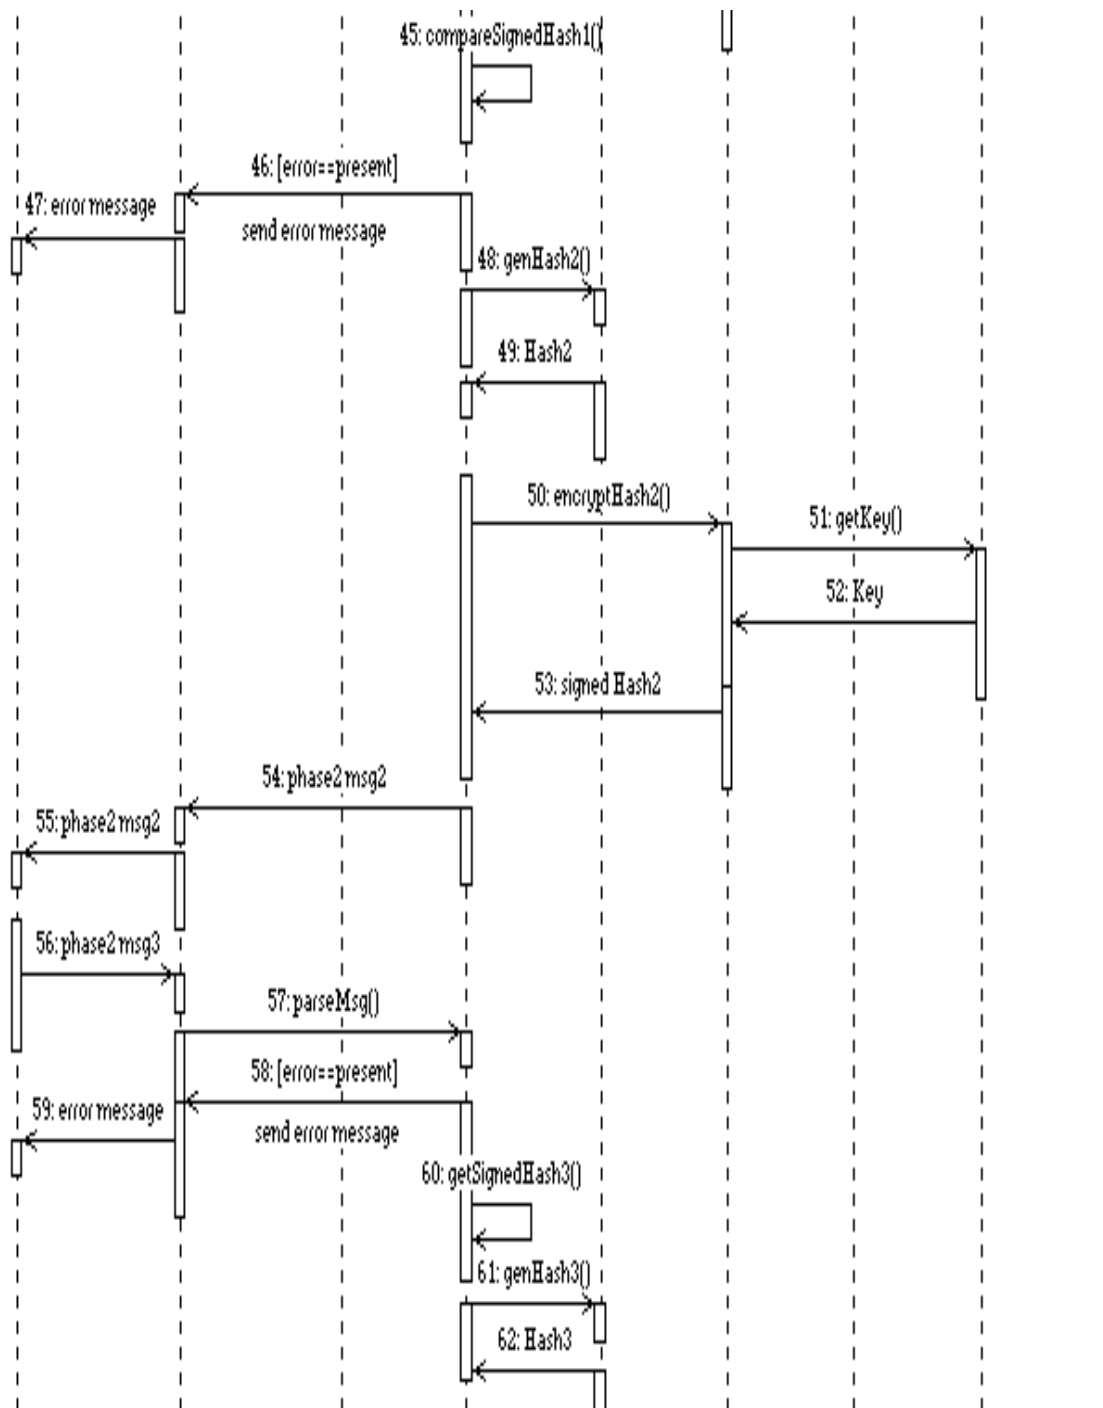 45: compareSignedHash1()
46: [error==present]
send error message
47: error message
48: genHash2()
49: Hash2
50: encryptHash2()
51: getKey()
52: Key
53: signed Hash2
54: phase2 msg2
55: phase2 msg2
56: phase2 msg3
57: parseMsg()
58: [error==present]
send error message
59: error message
60: getSignedHash3()
61: genHash3()
62: Hash3